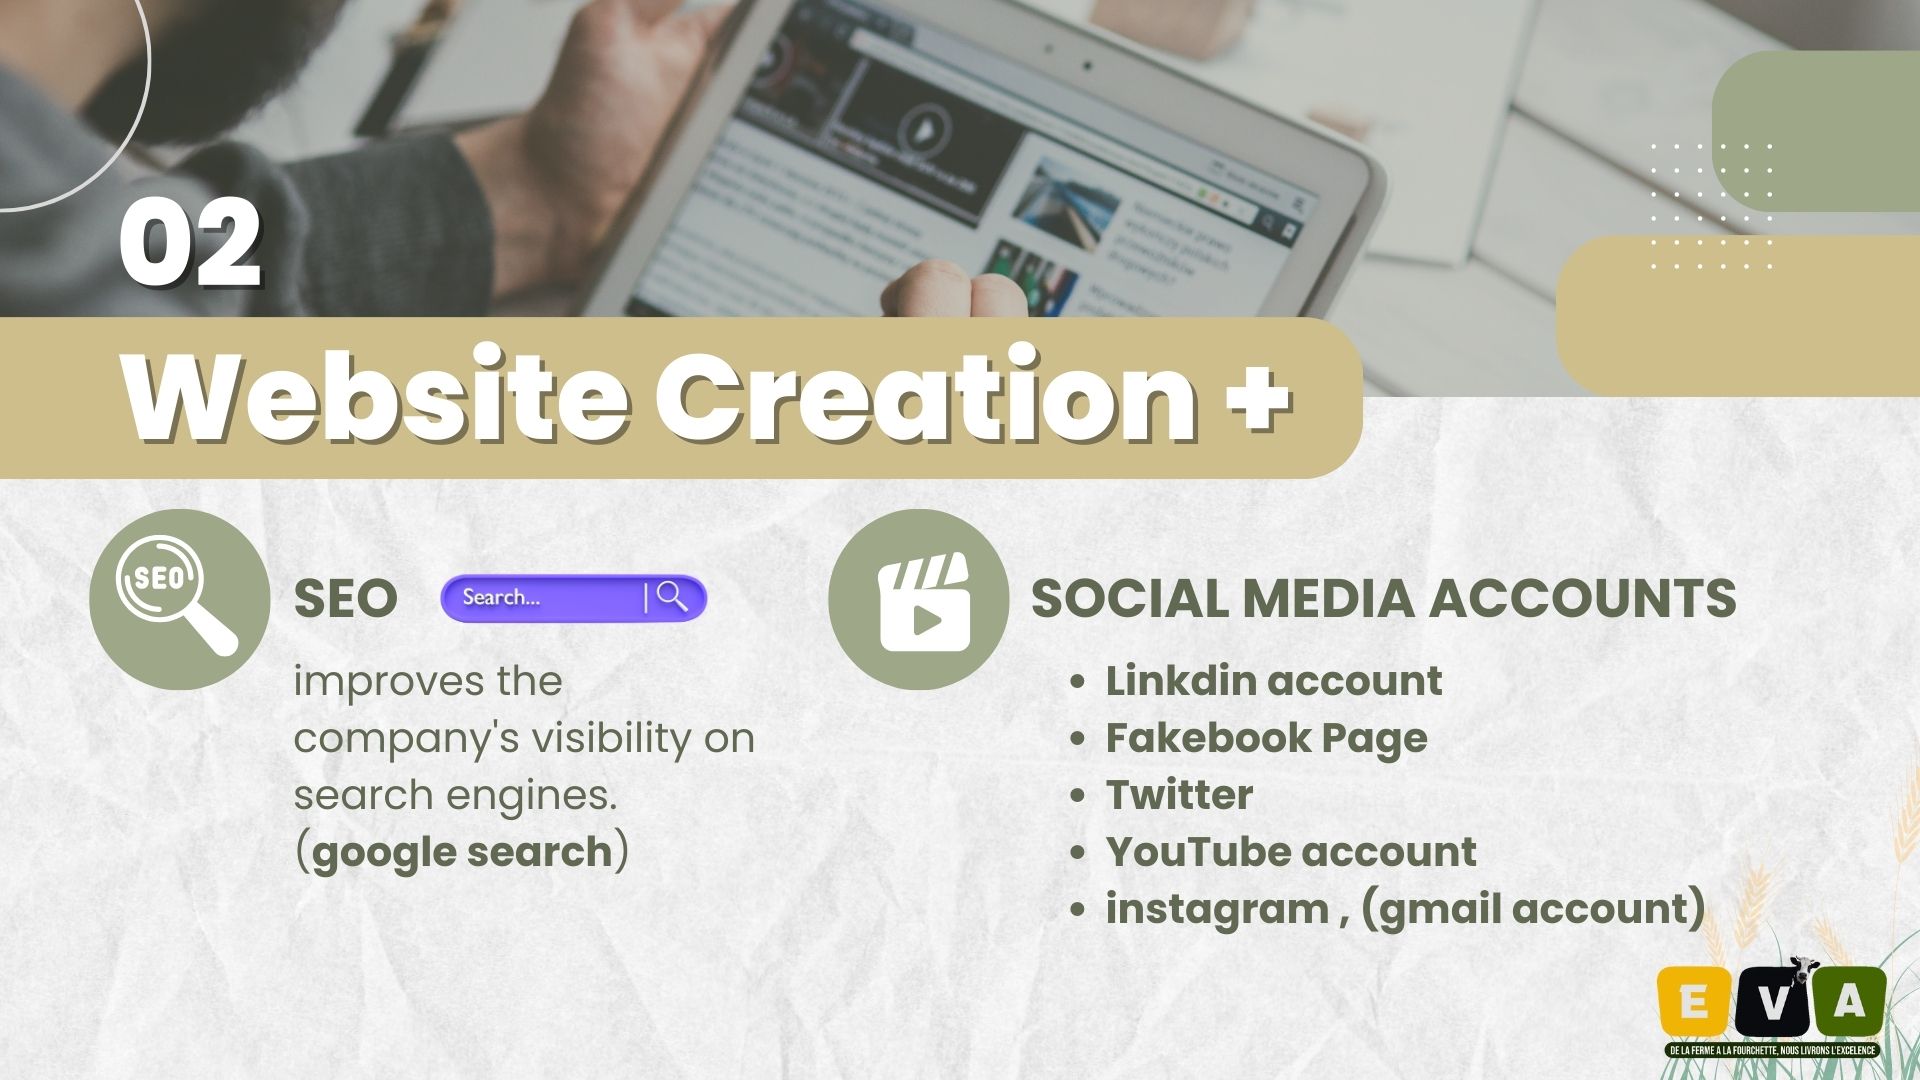 02
Website Creation +
SEO
SEO
Search...
improves the
company's visibility on
search engines.
(google search)
SOCIAL MEDIA ACCOUNTS
• Linkdin account
• Fakebook Page
• Twitter
• YouTube account
• instagram , (gmail account)
E V A
DE LA FERME A LA FOURCHETTE, NOUS LIVRONS L'EXCELENCE